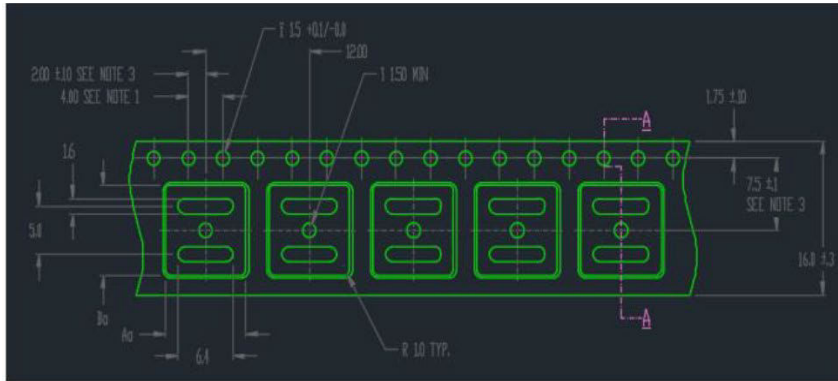 Ɪ 1.5 +0.1/-0.0
12.00
2.00 ±.10 SEE NOTE 3
4.00 SEE NOTE 1
Ɪ 1.50 MIN
1.75 ±.10
A
1.6
7.5 ±.1
SEE NOTE 3
5.0
16.0 ±.3
Bo
Ao
6.4
R 1.0 TYP.
A